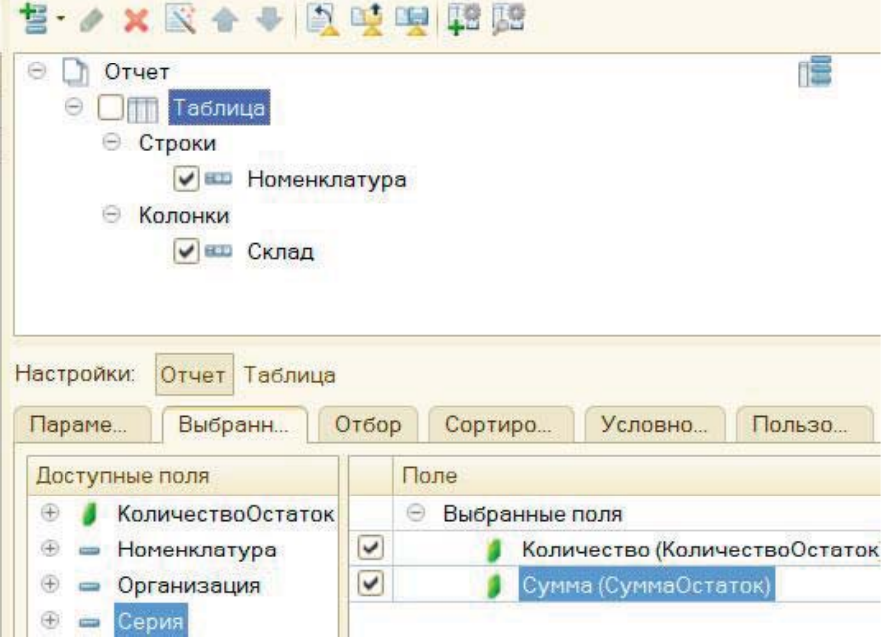 Отчет
Таблица
Строки
Номенклатура
Колонки
Склад
Настройки: Отчет Таблица
Параме... Выбранн... Отбор Сортиро... Условно... Пользо...
Доступные поля Поле
КоличествоОстаток Выбранные поля
Номенклатура Количество (КоличествоОстаток
Организация Сумма (СуммаОстаток)
Серия